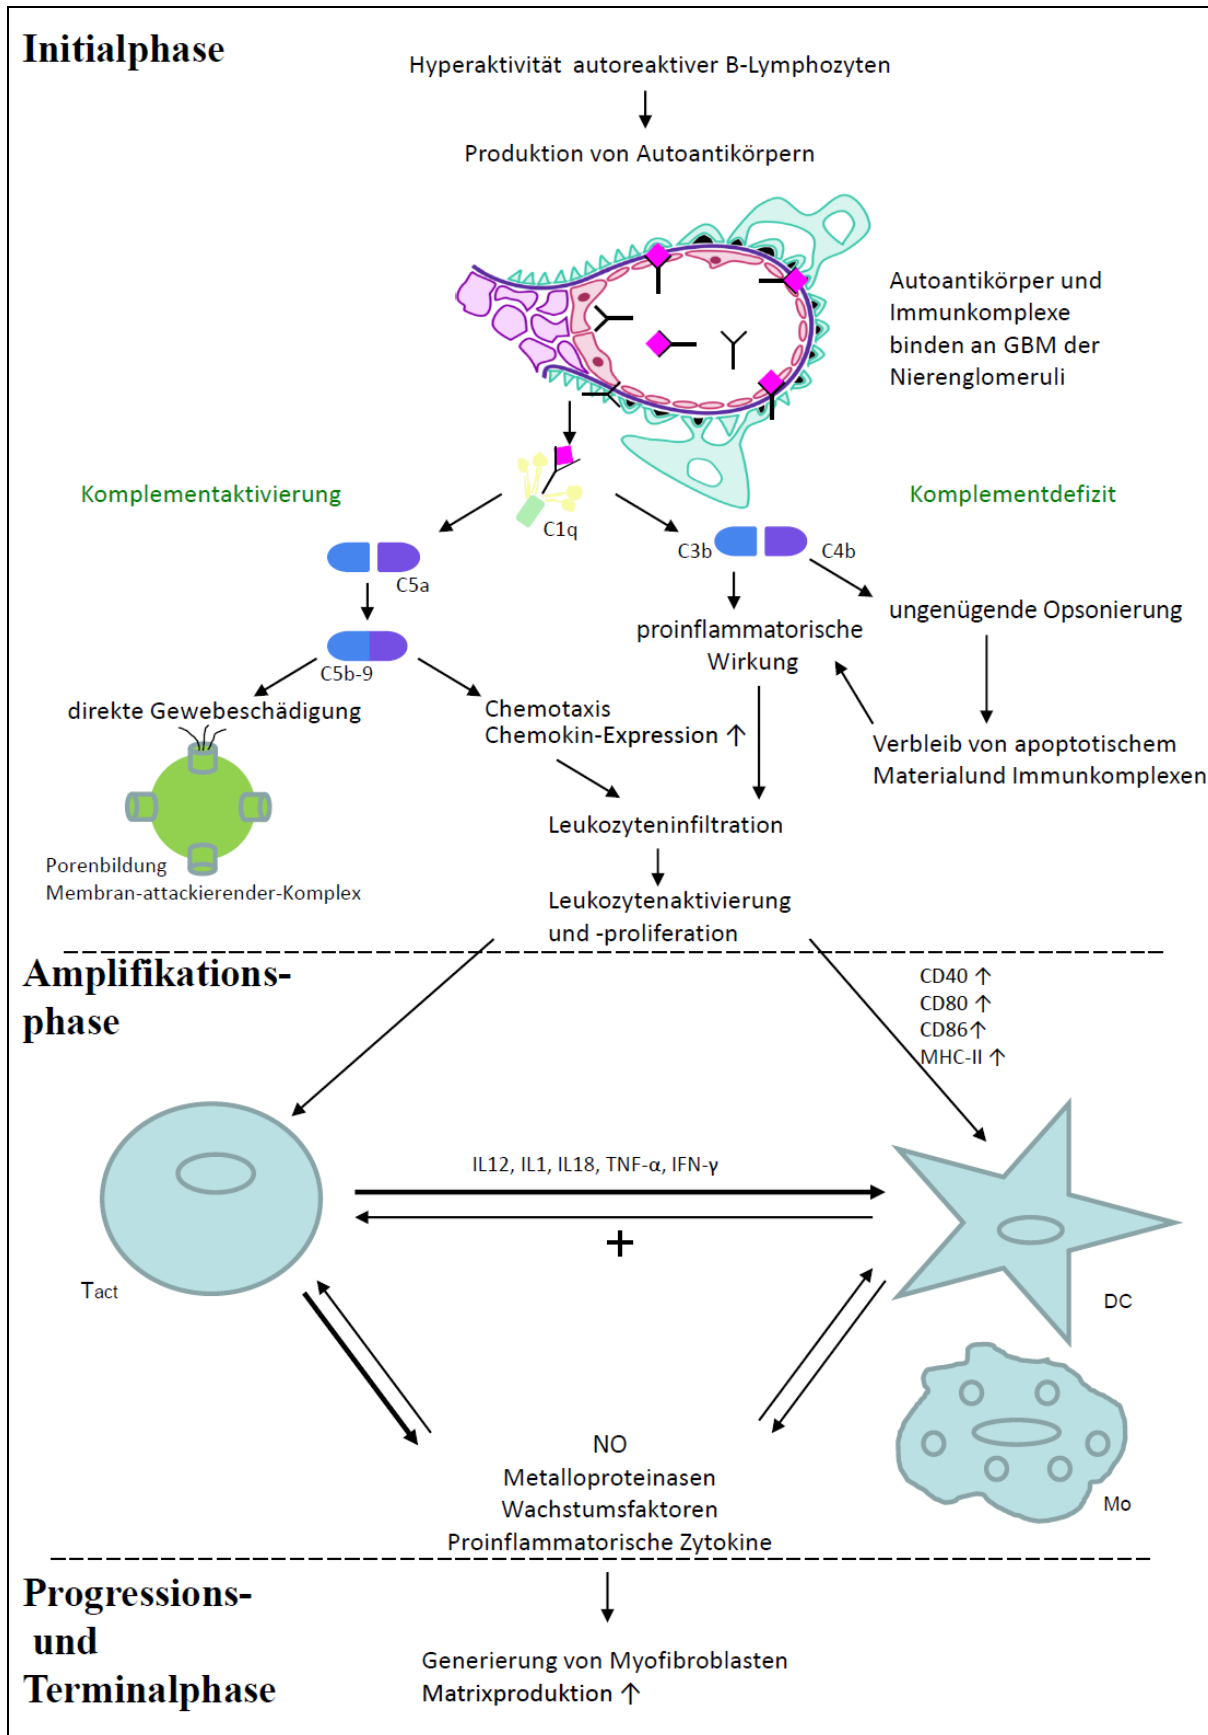 Initialphase
Hyperaktivität autoreaktiver B-Lymphozyten
Produktion von Autoantikörpern
Autoantikörper und
Immunkomplexe
binden an GBM der
Nierenglomeruli
Komplementaktivierung
Komplementdefizit
C1q
C3b
C4b
C5a
ungenügende Opsonierung
proinflammatorische
Wirkung
C5b-9
direkte Gewebeschädigung
Chemotaxis
Chemokin-Expression ↑
Verbleib von apoptotischem
Materialund Immunkomplexen
Leukozyteninfiltration
Porenbildung
Membran-attackierender-Komplex
Leukozytenaktivierung
und -proliferation
Amplifikations-
phase
CD40 ↑
CD80 ↑
CD86↑
MHC-II ↑
IL12, IL1, IL18, TNF-α, IFN-γ
+
Tact
DC
NO
Metalloproteinasen
Wachstumsfaktoren
Proinflammatorische Zytokine
Mo
Progressions-
und
Terminalphase
Generierung von Myofibroblasten
Matrixproduktion ↑